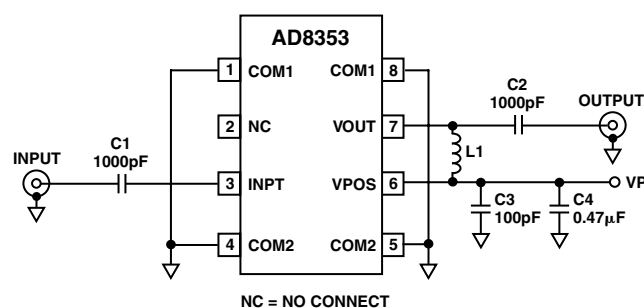 AD8353
1 COM1
COM1 8
2 NC
VOUT 7
3 INPT
VPOS 6
4 COM2
COM2 5
INPUT
C1
1000pF
C2
1000pF
OUTPUT
L1
VP
C3
100pF
C4
0.47µF
NC = NO CONNECT